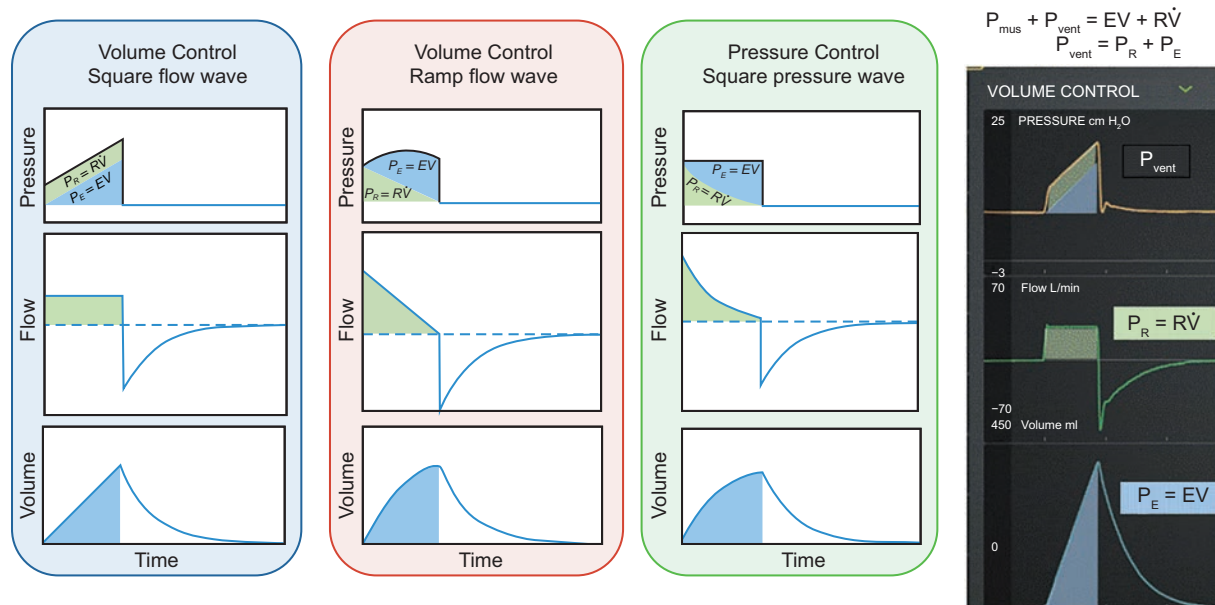 Volume Control
Square flow wave
Pressure
P_R = RV̇
P_E = EV
Flow
Volume
Time
Volume Control
Ramp flow wave
Pressure
P_E = EV
P_R = RV̇
Flow
Volume
Time
Pressure Control
Square pressure wave
Pressure
P_E = EV
P_R = RV̇
Flow
Volume
Time
P_mus + P_vent = EV + RV̇
P_vent = P_R + P_E
VOLUME CONTROL
25 PRESSURE cm H₂O
P_vent
−3
70 Flow L/min
P_R = RV̇
−70
450 Volume ml
P_E = EV
0